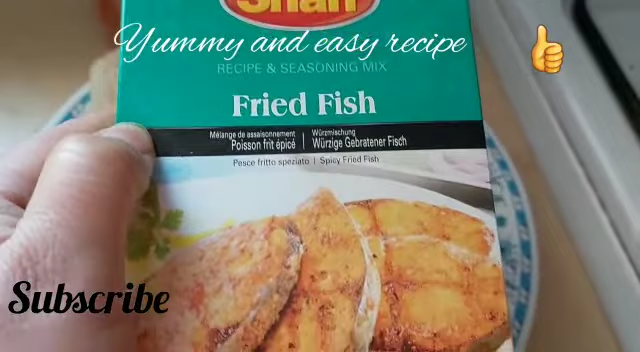 Shan
Yummy and easy recipe 👍
RECIPE & SEASONING MIX
Fried Fish
Mélange de assaisonnement | Würzmischung
Poisson frit épicé | Würzige Gebratener Fisch
Pesce fritto speziato | Spicy Fried Fish
Subscribe